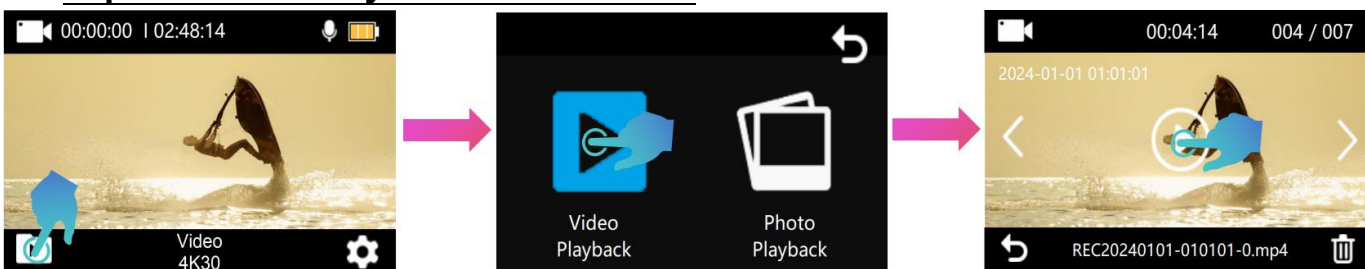 00:00:00 I 02:48:14
Video
4K30
Video
Playback
Photo
Playback
00:04:14 004 / 007
2024-01-01 01:01:01
REC20240101-010101-0.mp4